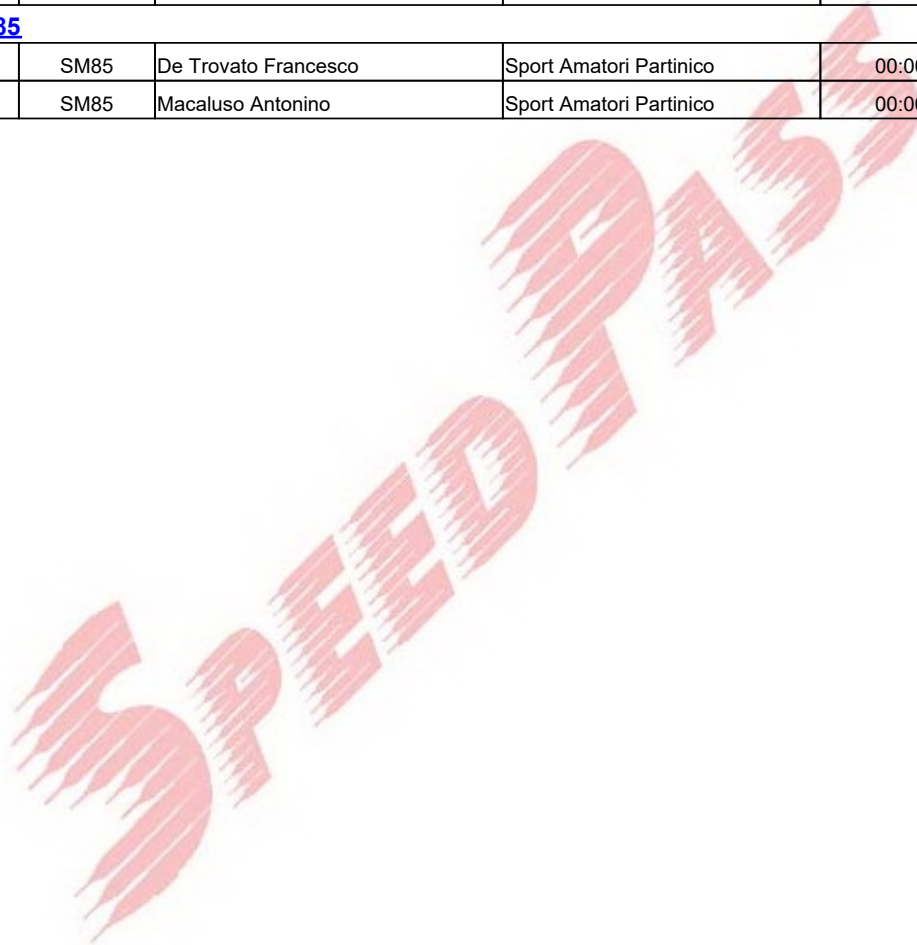 85
SM85 De Trovato Francesco Sport Amatori Partinico 00:0
SM85 Macaluso Antonino Sport Amatori Partinico 00:0
SPEED PASS